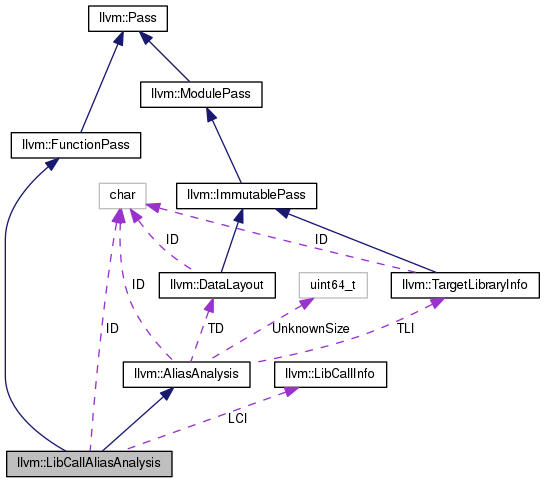 llvm::Pass
llvm::ModulePass
llvm::FunctionPass
char
llvm::ImmutablePass
ID
ID
llvm::DataLayout
uint64_t
llvm::TargetLibraryInfo
ID
ID
TD
UnknownSize
TLI
llvm::AliasAnalysis
llvm::LibCallInfo
LCI
llvm::LibCallAliasAnalysis